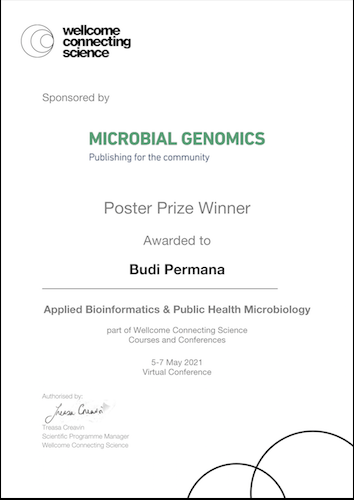 wellcome
connecting
science
Sponsored by
MICROBIAL GENOMICS
Publishing for the community
Poster Prize Winner
Awarded to
Budi Permana
Applied Bioinformatics & Public Health Microbiology
part of Wellcome Connecting Science
Courses and Conferences
5-7 May 2021
Virtual Conference
Authorised by:
Treasa Creavin
Treasa Creavin
Scientific Programme Manager
Wellcome Connecting Science